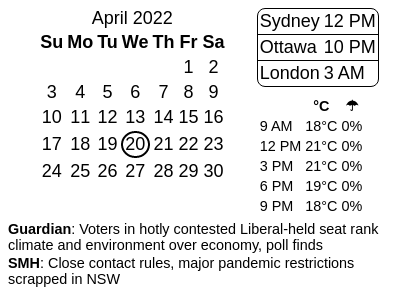 April 2022
Su Mo Tu We Th Fr Sa
1 2
3 4 5 6 7 8 9
10 11 12 13 14 15 16
17 18 19 20 21 22 23
24 25 26 27 28 29 30
Sydney 12 PM
Ottawa 10 PM
London 3 AM
°C ☂
9 AM 18°C 0%
12 PM 21°C 0%
3 PM 21°C 0%
6 PM 19°C 0%
9 PM 18°C 0%
Guardian: Voters in hotly contested Liberal-held seat rank
climate and environment over economy, poll finds
SMH: Close contact rules, major pandemic restrictions
scrapped in NSW